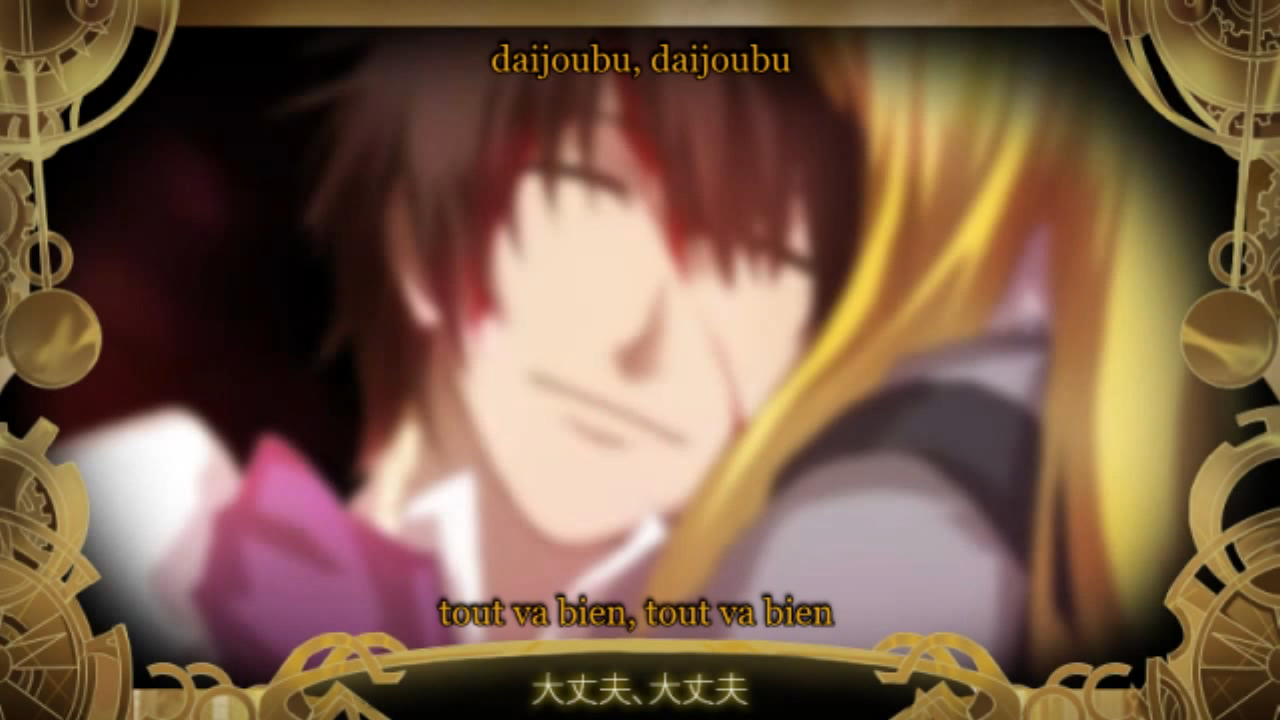 daijoubu, daijoubu
tout va bien, tout va bien
大丈夫、大丈夫